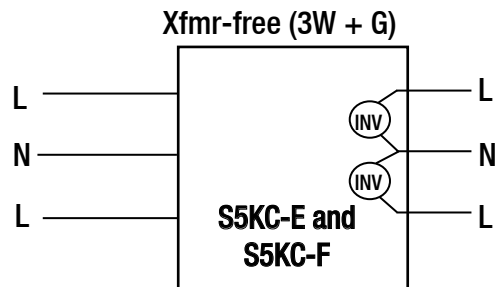 Xfmr-free (3W + G)
L
L
INV
N
N
INV
L
L
S5KC-E and
S5KC-F